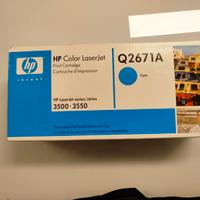 hp
invent
HP Color LaserJet
Print Cartridge
Cartouche d'impression
Q2671A
Cyan
HP LaserJet series/séries
3500 · 3550